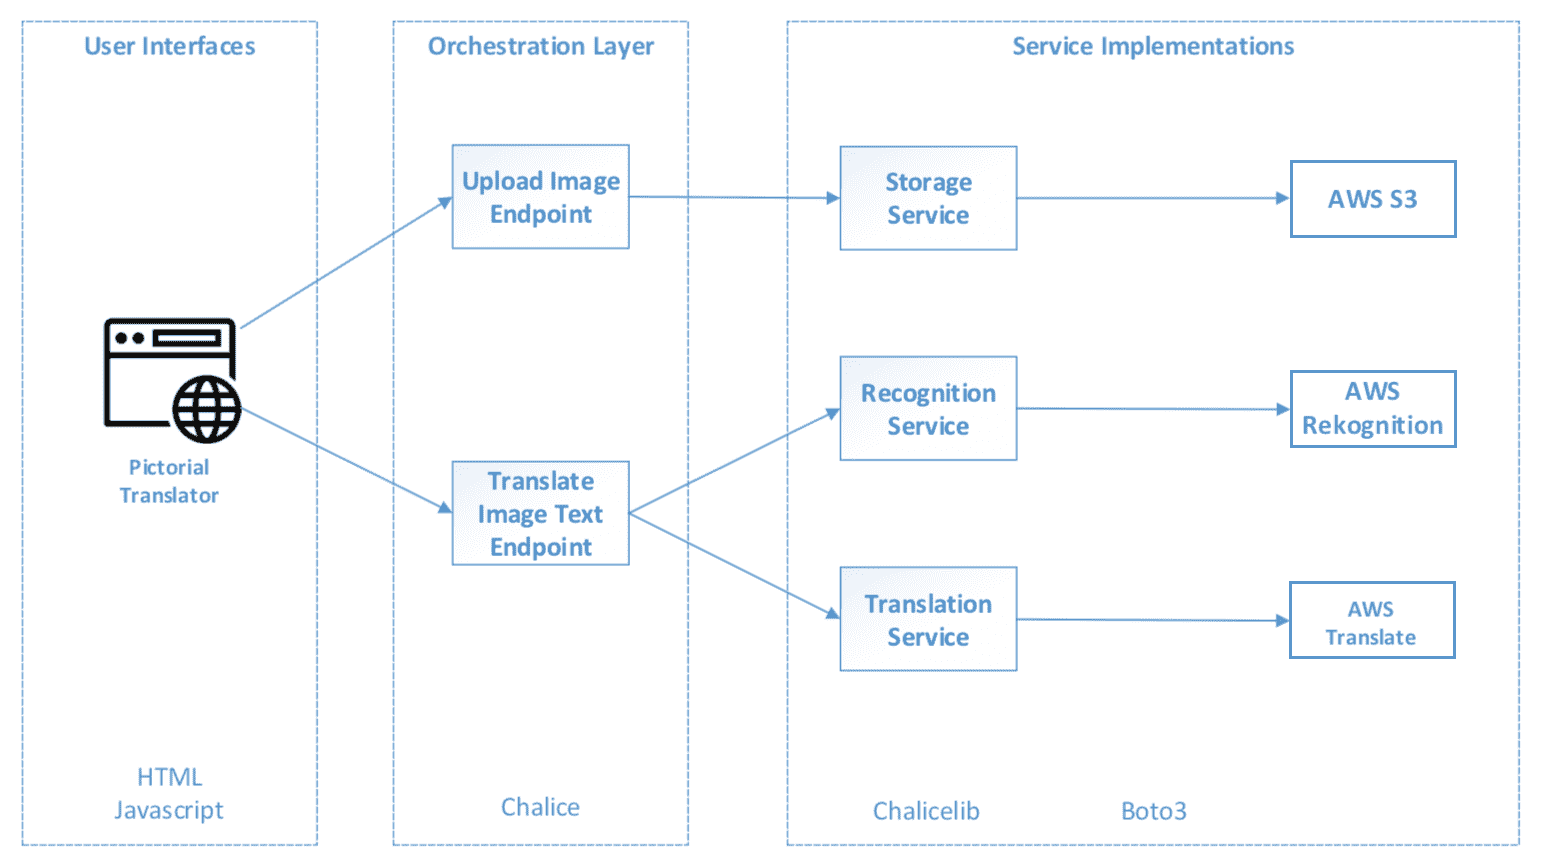 User Interfaces
Orchestration Layer
Service Implementations
Upload Image
Endpoint
Storage
Service
AWS S3
Pictorial
Translator
Recognition
Service
AWS
Rekognition
Translate
Image Text
Endpoint
Translation
Service
AWS
Translate
HTML
Javascript
Chalice
Chalicelib
Boto3